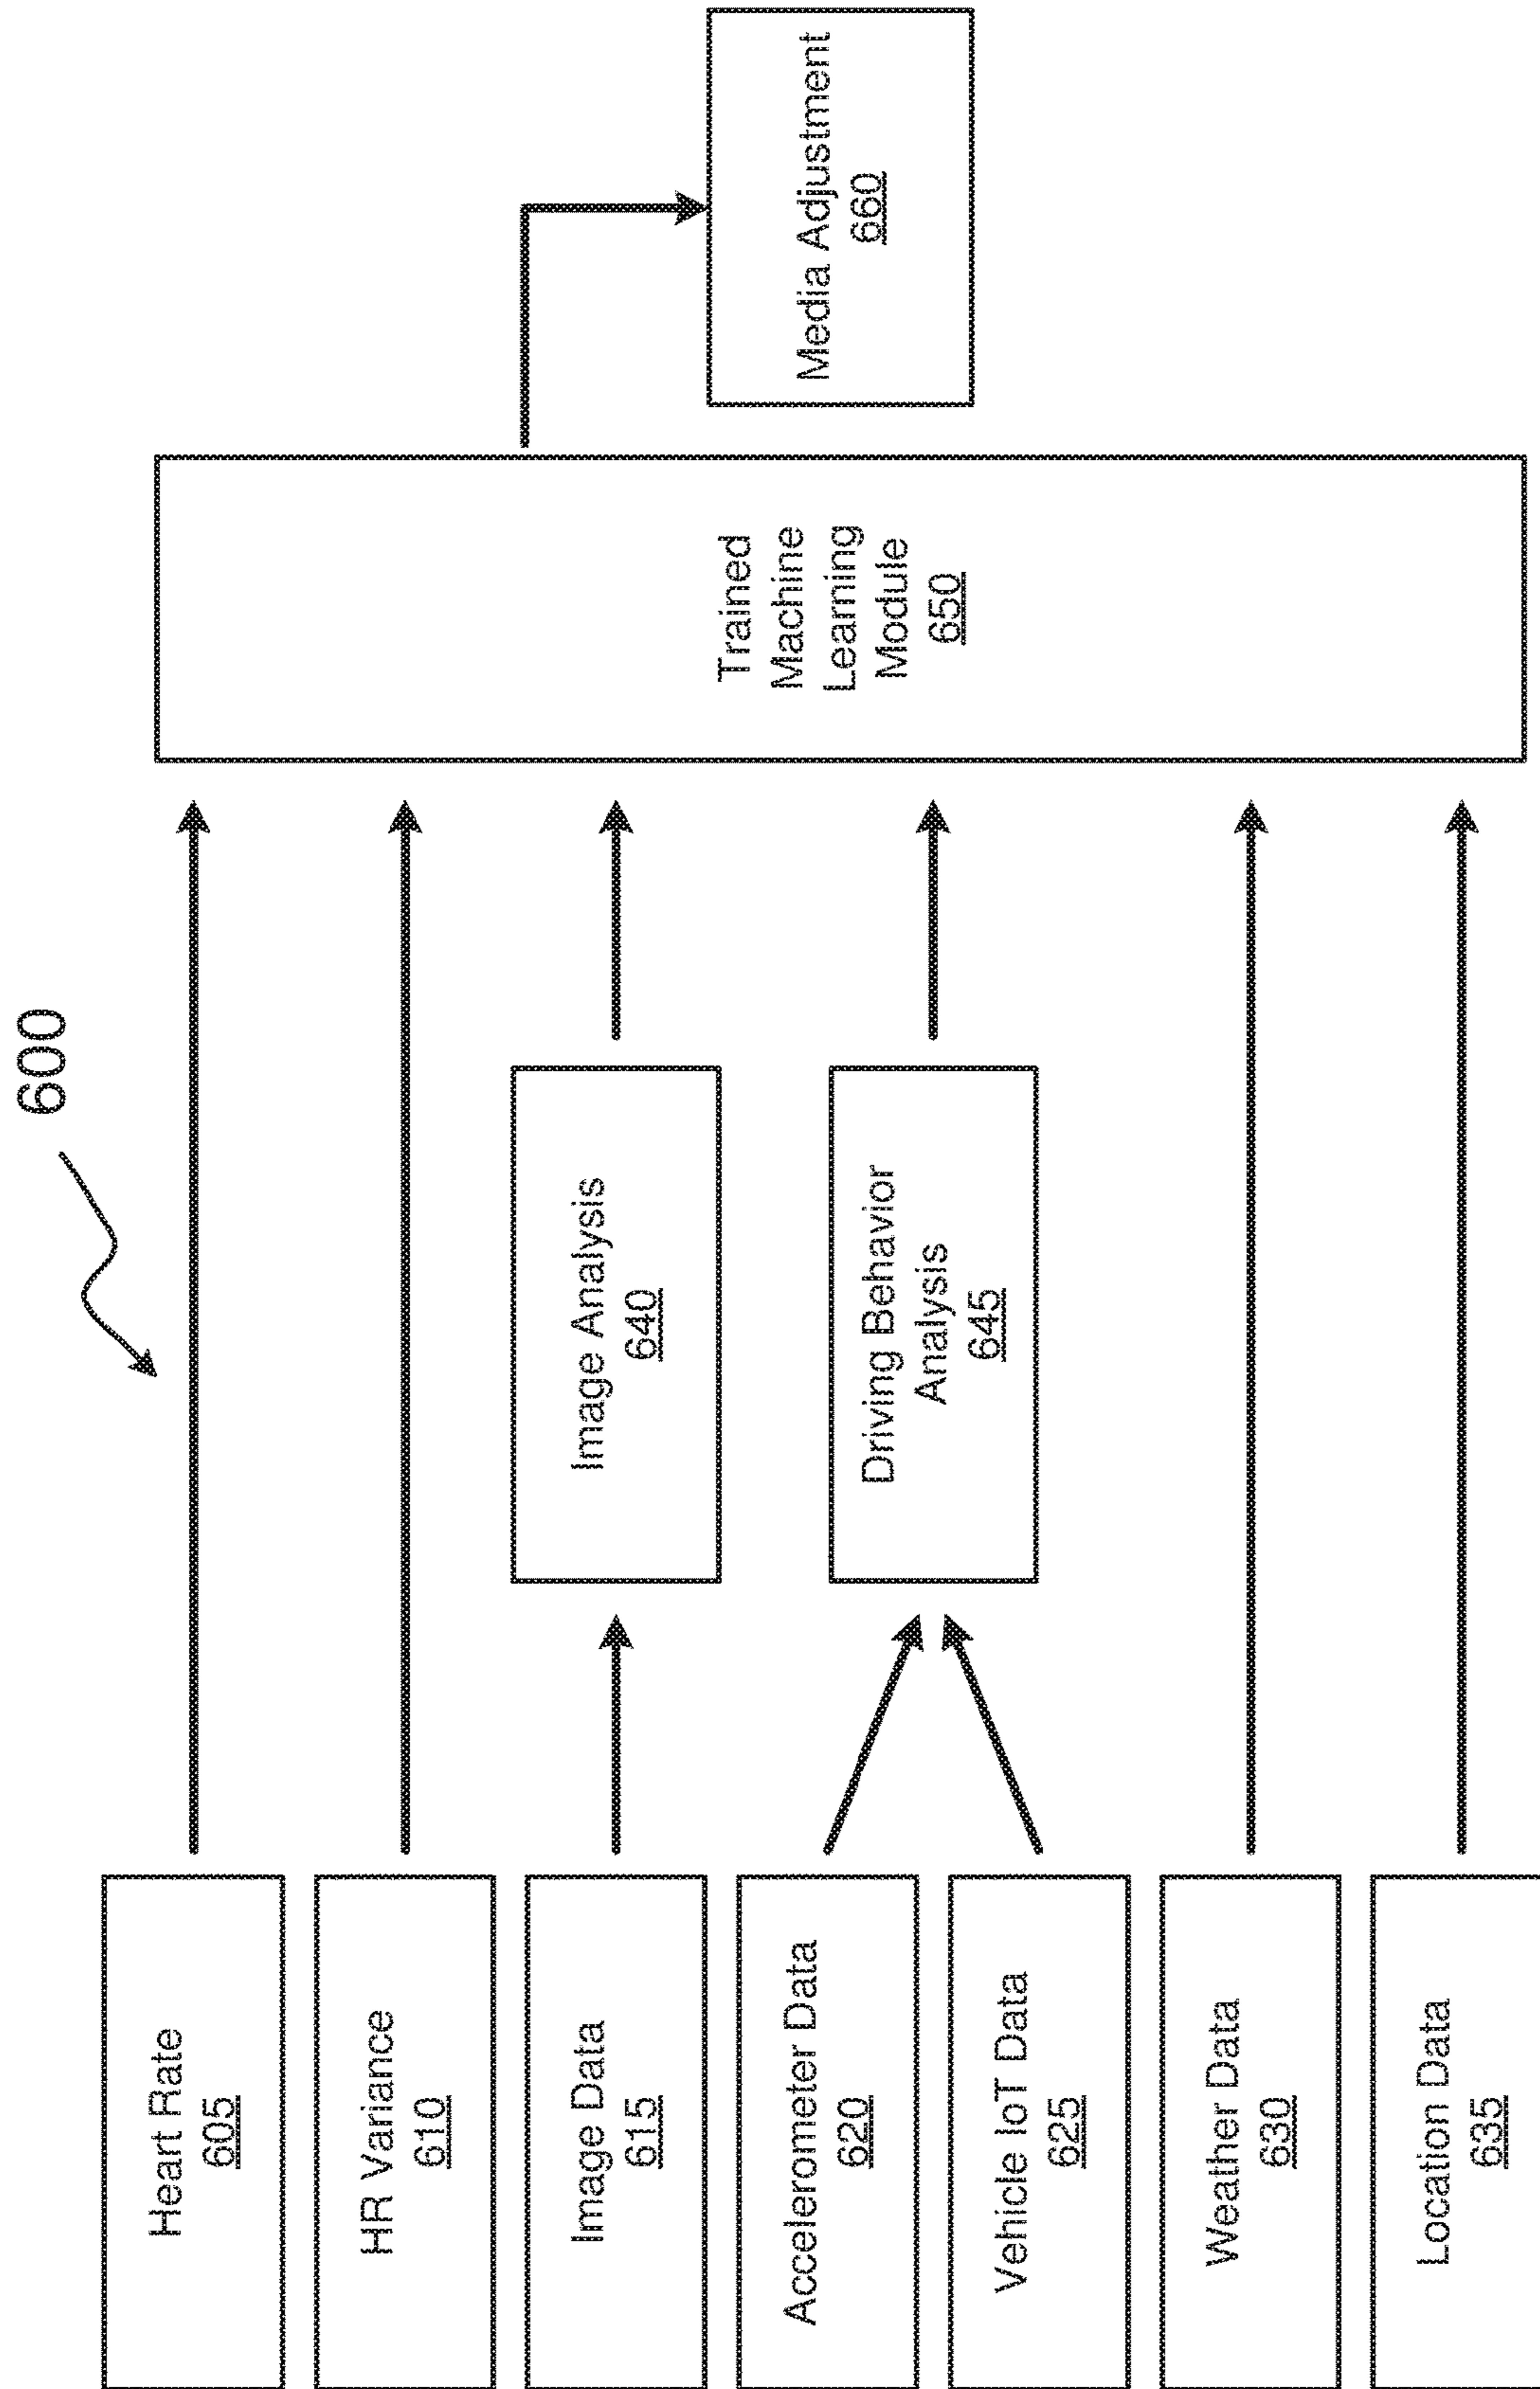 600
Heart Rate
605
HR Variance
610
Image Data
615
Accelerometer Data
620
Vehicle IoT Data
625
Weather Data
630
Location Data
635
Image Analysis
640
Driving Behavior
Analysis
645
Trained
Machine
Learning
Module
650
Media Adjustment
660